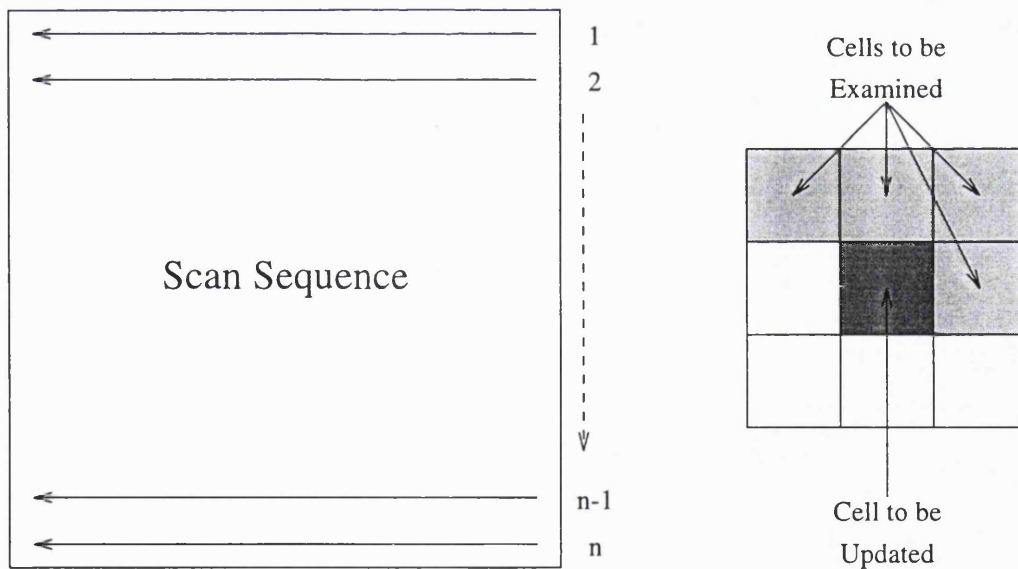 1
2
Scan Sequence
n-1
n
Cells to be
Examined
Cell to be
Updated